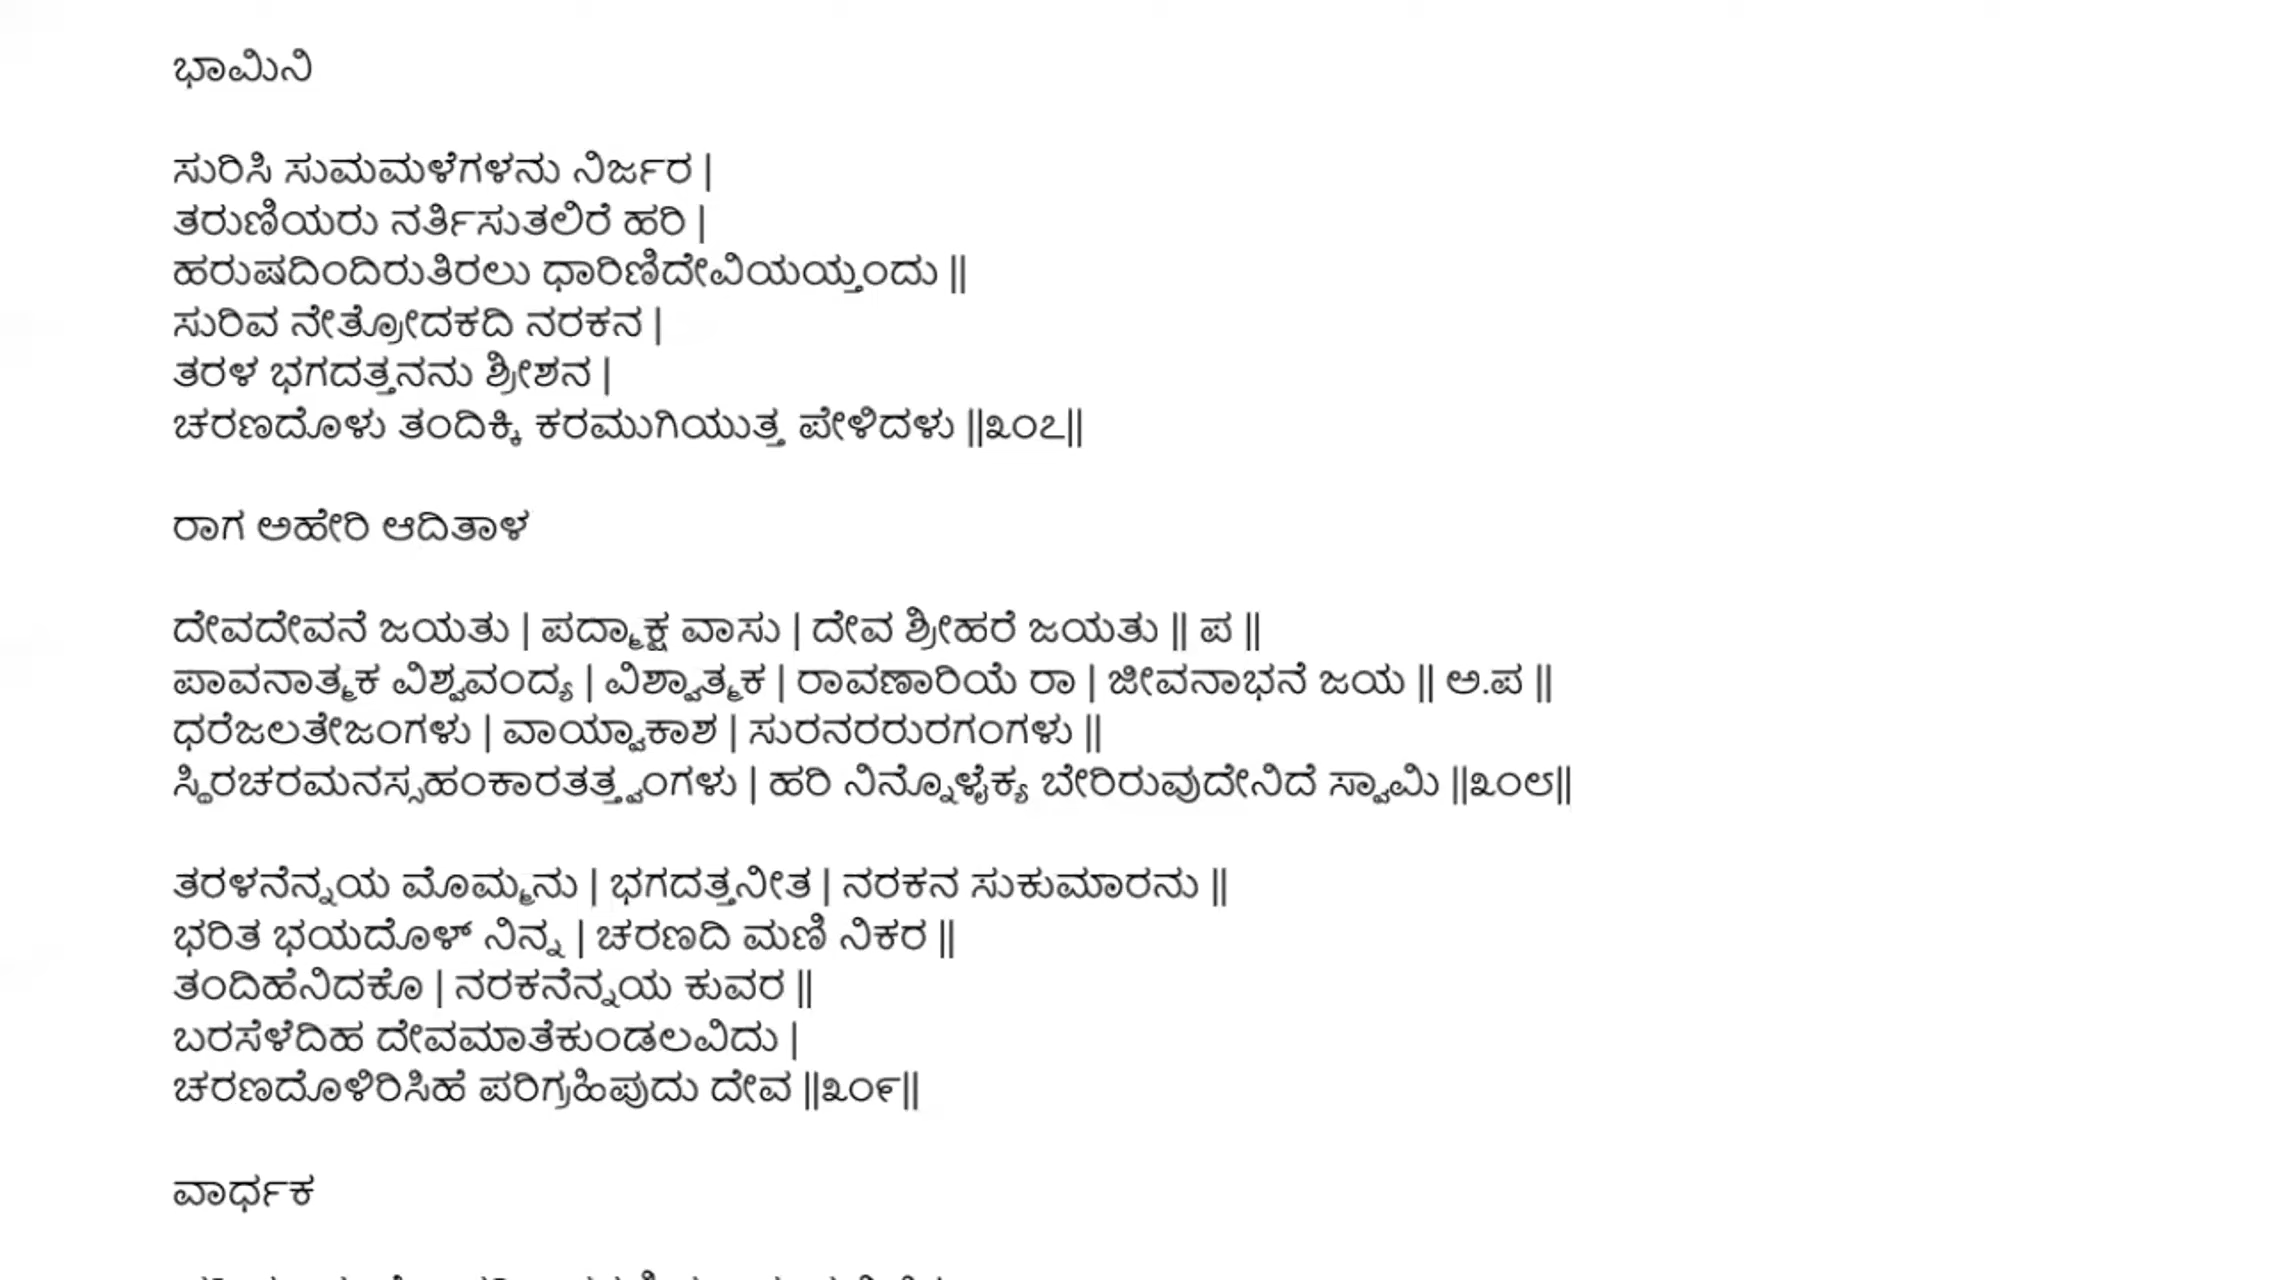 ಭಾಮಿನಿ
ಸುರಿಸಿ ಸುಮಮಳೆಗಳನು ನಿರ್ಜರ |
ತರುಣಿಯರು ನರ್ತಿಸುತಲಿರೆ ಹರಿ |
ಹರುಷದಿಂದಿರುತಿರಲು ಧಾರಿಣಿದೇವಿಯಯ್ತಂದು ||
ಸುರಿವ ನೇತ್ರೋದಕದಿ ನರಕನ |
ತರಳ ಭಗದತ್ತನನು ಶ್ರೀಶನ |
ಚರಣದೊಳು ತಂದಿಕ್ಕಿ ಕರಮುಗಿಯುತ್ತ ಪೇಳಿದಳು ||೩೦೭||
ರಾಗ ಅಹೇರಿ ಆದಿತಾಳ
ದೇವದೇವನೆ ಜಯತು | ಪದ್ಮಾಕ್ಷ ವಾಸು | ದೇವ ಶ್ರೀಹರೆ ಜಯತು || ಪ ||
ಪಾವನಾತ್ಮಕ ವಿಶ್ವವಂದ್ಯ | ವಿಶ್ವಾತ್ಮಕ | ರಾವಣಾರಿಯೆ ರಾ | ಜೀವನಾಭನೆ ಜಯ || ಅ.ಪ ||
ಧರೆಜಲತೇಜಂಗಳು | ವಾಯ್ವಾಕಾಶ | ಸುರನರರುರಗಂಗಳು ||
ಸ್ಥಿರಚರಮನಸ್ಸಹಂಕಾರತತ್ತ್ವಂಗಳು | ಹರಿ ನಿನ್ನೊಳೈಕ್ಯ ಬೇರಿರುವುದೇನಿದೆ ಸ್ವಾಮಿ ||೩೦೮||
ತರಳನೆನ್ನಯ ಮೊಮ್ಮನು | ಭಗದತ್ತನೀತ | ನರಕನ ಸುಕುಮಾರನು ||
ಭರಿತ ಭಯದೊಳ್ ನಿನ್ನ | ಚರಣದಿ ಮಣಿ ನಿಕರ ||
ತಂದಿಹೆನಿದಕೊ | ನರಕನೆನ್ನಯ ಕುವರ ||
ಬರಸೆಳೆದಿಹ ದೇವಮಾತೆಕುಂಡಲವಿದು |
ಚರಣದೊಳಿರಿಸಿಹೆ ಪರಿಗ್ರಹಿಪುದು ದೇವ ||೩೦೯||
ವಾರ್ಧಕ